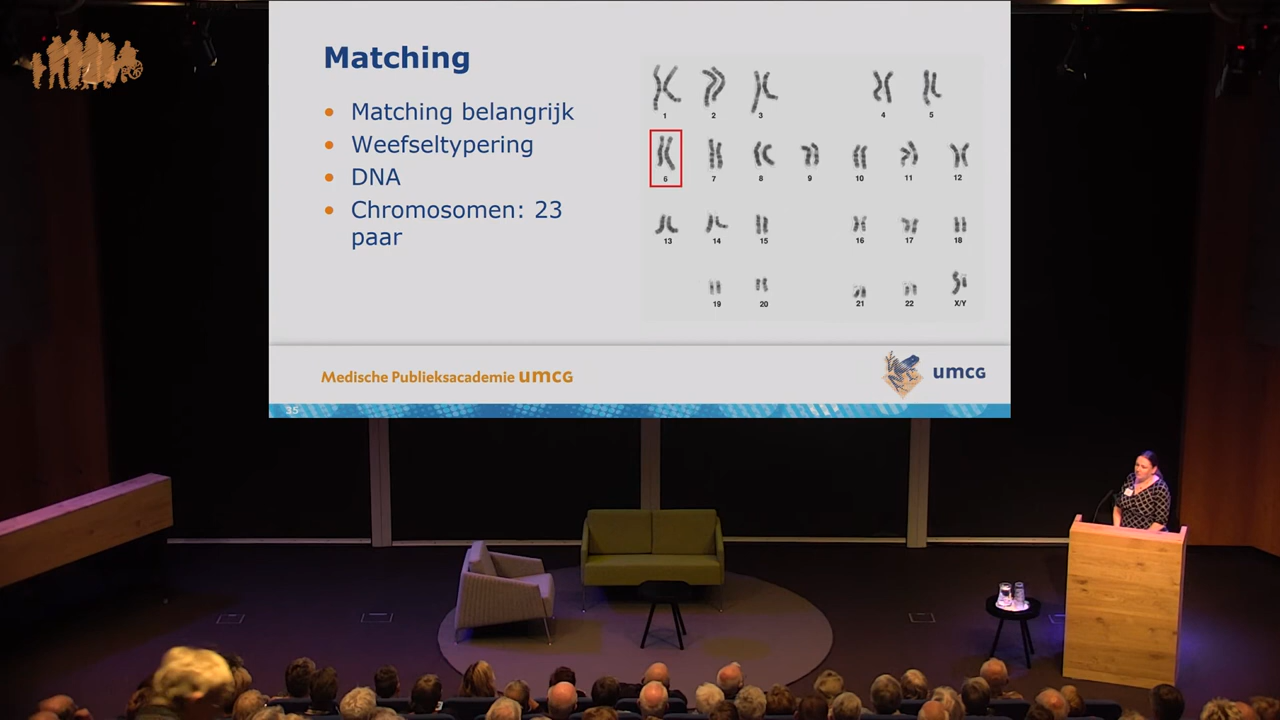 Matching
Matching belangrijk
Weefseltypering
DNA
Chromosomen: 23
paar
1 2 3 4 5
6 7 8 9 10 11 12
13 14 15 16 17 18
19 20 21 22 X/Y
Medische Publieksacademie umcg
umcg
35